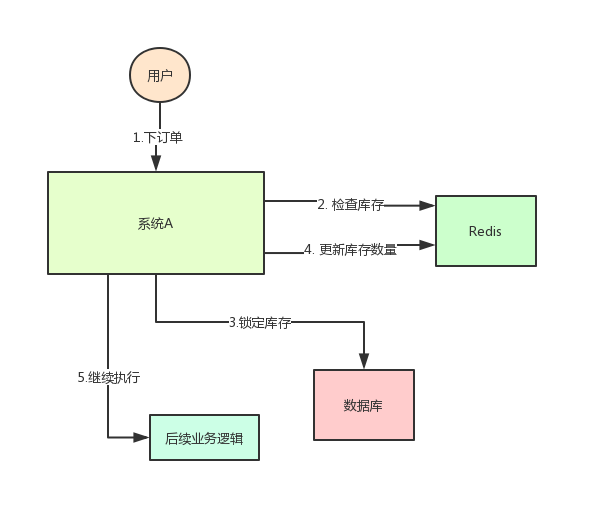 用户
1.下订单
系统A
2. 检查库存
Redis
4. 更新库存数量
3.锁定库存
数据库
5.继续执行
后续业务逻辑